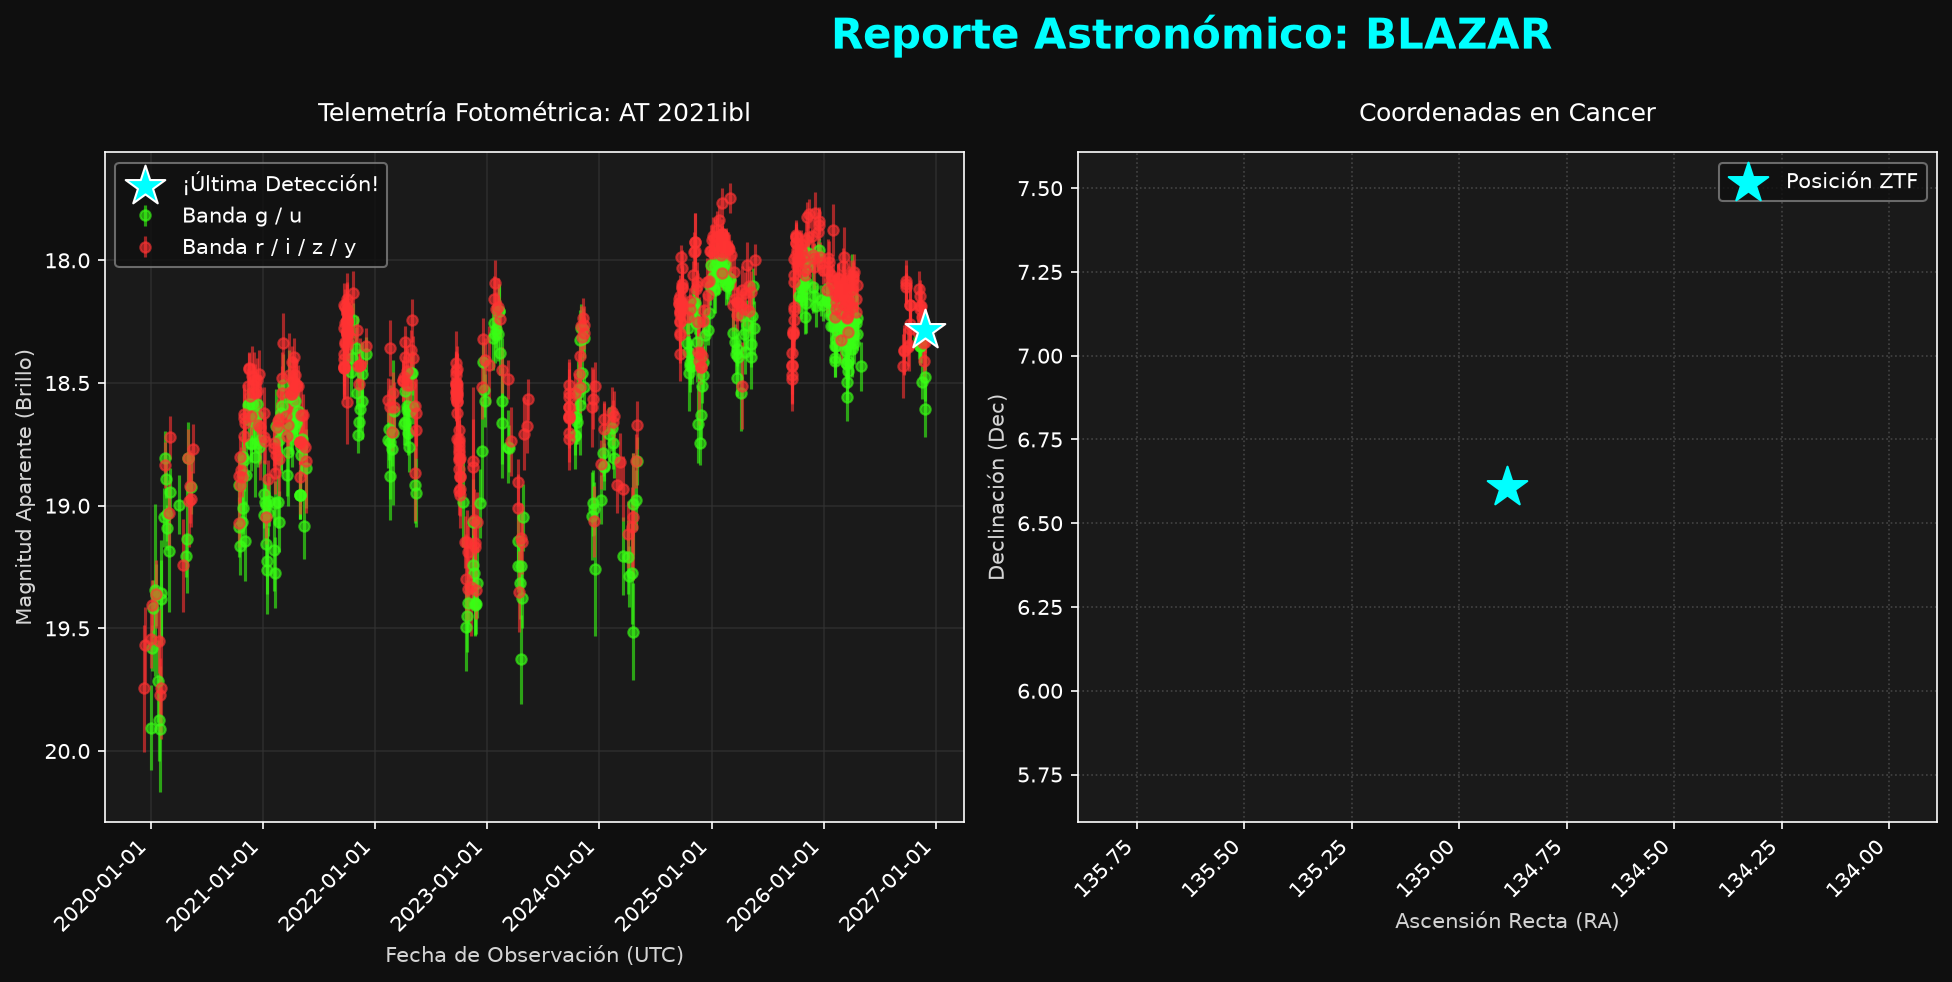 Reporte Astronómico: BLAZAR
Telemetría Fotométrica: AT 2021ibl
¡Última Detección!
Banda g / u
Banda r / i / z / y
Magnitud Aparente (Brillo)
18.0
18.5
19.0
19.5
20.0
2020-01-01
2021-01-01
2022-01-01
2023-01-01
2024-01-01
2025-01-01
2026-01-01
2027-01-01
Fecha de Observación (UTC)
Coordenadas en Cancer
Posición ZTF
Declinación (Dec)
7.50
7.25
7.00
6.75
6.50
6.25
6.00
5.75
135.75
135.50
135.25
135.00
134.75
134.50
134.25
134.00
Ascensión Recta (RA)